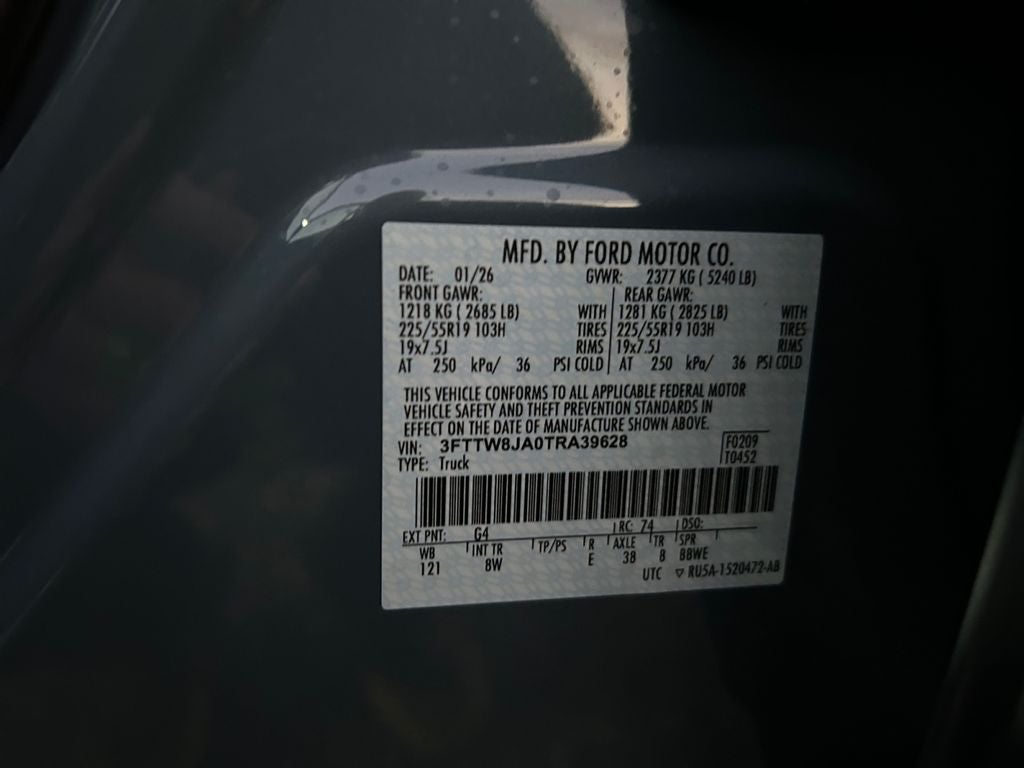 MFD. BY FORD MOTOR CO.
DATE: 01/26 GVWR: 2377 KG ( 5240 LB)
FRONT GAWR: REAR GAWR:
1218 KG ( 2685 LB) WITH 1281 KG ( 2825 LB) WITH
225/55R19 103H TIRES 225/55R19 103H TIRES
19x7.5J RIMS 19x7.5J RIMS
AT 250 kPa/ 36 PSI COLD AT 250 kPa/ 36 PSI COLD
THIS VEHICLE CONFORMS TO ALL APPLICABLE FEDERAL MOTOR
VEHICLE SAFETY AND THEFT PREVENTION STANDARDS IN
EFFECT ON THE DATE OF MANUFACTURE SHOWN ABOVE.
VIN: 3FTTW8JA0TRA39628 F0209
TYPE: Truck T0452
EXT PNT: G4 RC: 74 DSO:
WB INT TR TP/PS R AXLE TR SPR
121 8W E 38 8 BBWE
UTC ▽ RU5A-1520472-AB